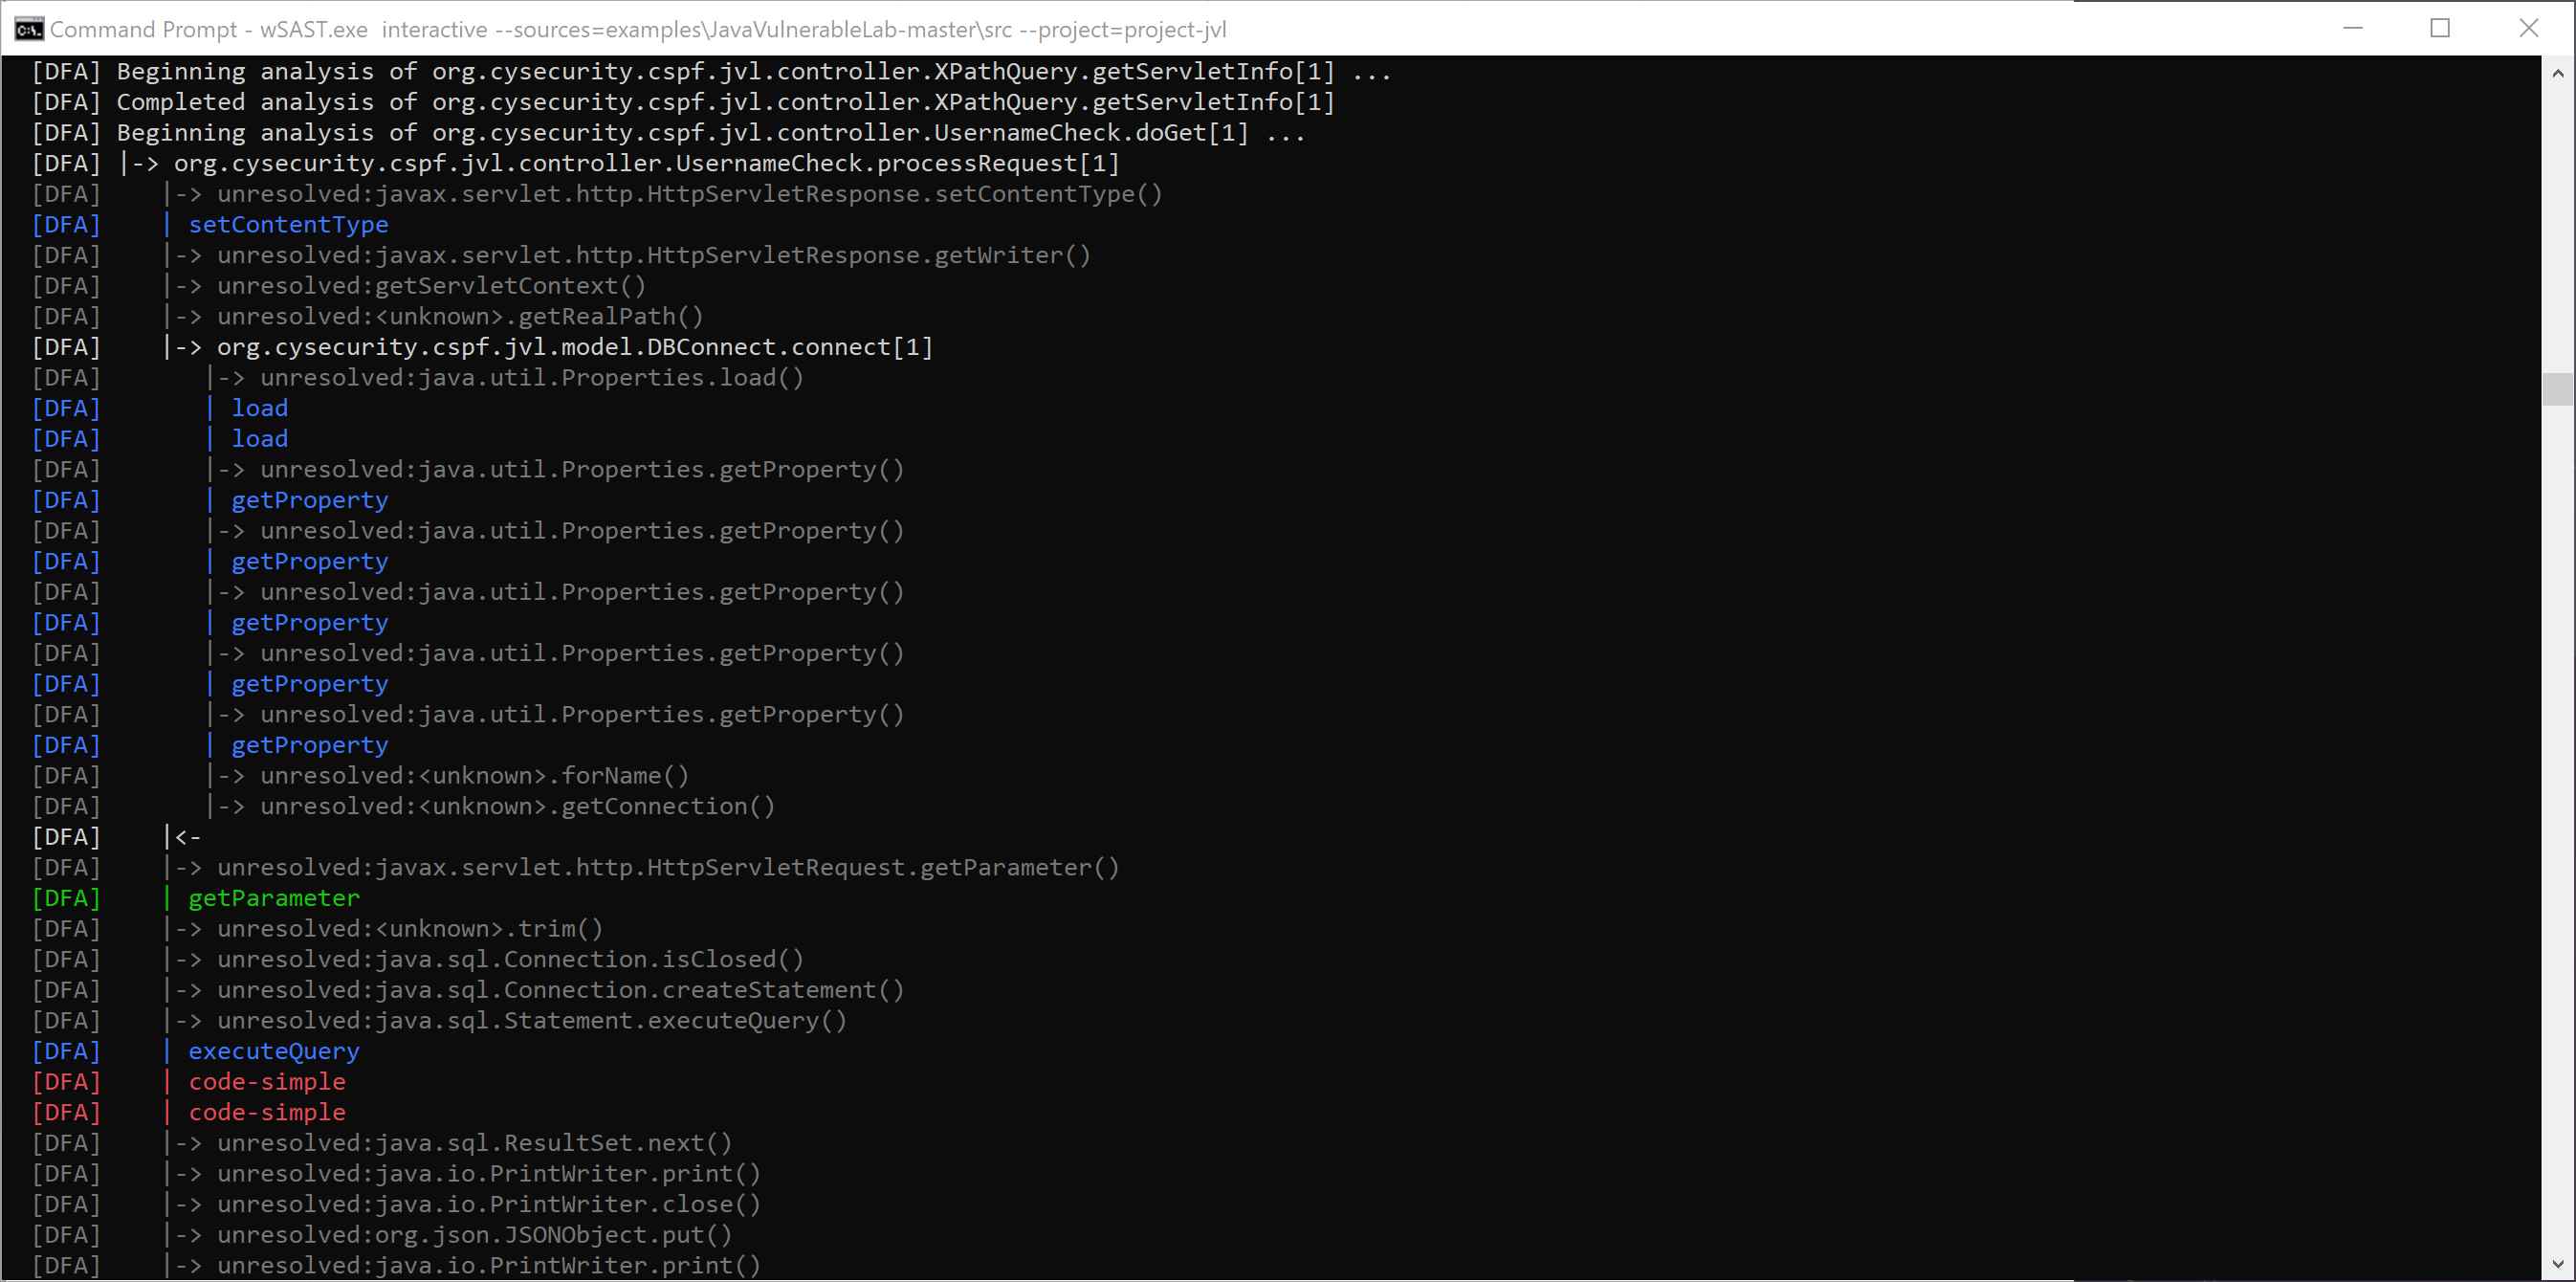 Command Prompt - wSAST.exe  interactive --sources=examples\JavaVulnerableLab-master\src --project=project-jvl
[DFA] Beginning analysis of org.cysecurity.cspf.jvl.controller.XPathQuery.getServletInfo[1] ...
[DFA] Completed analysis of org.cysecurity.cspf.jvl.controller.XPathQuery.getServletInfo[1]
[DFA] Beginning analysis of org.cysecurity.cspf.jvl.controller.UsernameCheck.doGet[1] ...
[DFA] |-> org.cysecurity.cspf.jvl.controller.UsernameCheck.processRequest[1]
[DFA]    |-> unresolved:javax.servlet.http.HttpServletResponse.setContentType()
[DFA]    | setContentType
[DFA]    |-> unresolved:javax.servlet.http.HttpServletResponse.getWriter()
[DFA]    |-> unresolved:getServletContext()
[DFA]    |-> unresolved:<unknown>.getRealPath()
[DFA]    |-> org.cysecurity.cspf.jvl.model.DBConnect.connect[1]
[DFA]       |-> unresolved:java.util.Properties.load()
[DFA]       | load
[DFA]       | load
[DFA]       |-> unresolved:java.util.Properties.getProperty()
[DFA]       | getProperty
[DFA]       |-> unresolved:java.util.Properties.getProperty()
[DFA]       | getProperty
[DFA]       |-> unresolved:java.util.Properties.getProperty()
[DFA]       | getProperty
[DFA]       |-> unresolved:java.util.Properties.getProperty()
[DFA]       | getProperty
[DFA]       |-> unresolved:java.util.Properties.getProperty()
[DFA]       | getProperty
[DFA]       |-> unresolved:<unknown>.forName()
[DFA]       |-> unresolved:<unknown>.getConnection()
[DFA]    |<-
[DFA]    |-> unresolved:javax.servlet.http.HttpServletRequest.getParameter()
[DFA]    | getParameter
[DFA]    |-> unresolved:<unknown>.trim()
[DFA]    |-> unresolved:java.sql.Connection.isClosed()
[DFA]    |-> unresolved:java.sql.Connection.createStatement()
[DFA]    |-> unresolved:java.sql.Statement.executeQuery()
[DFA]    | executeQuery
[DFA]    | code-simple
[DFA]    | code-simple
[DFA]    |-> unresolved:java.sql.ResultSet.next()
[DFA]    |-> unresolved:java.io.PrintWriter.print()
[DFA]    |-> unresolved:java.io.PrintWriter.close()
[DFA]    |-> unresolved:org.json.JSONObject.put()
[DFA]    |-> unresolved:java.io.PrintWriter.print()